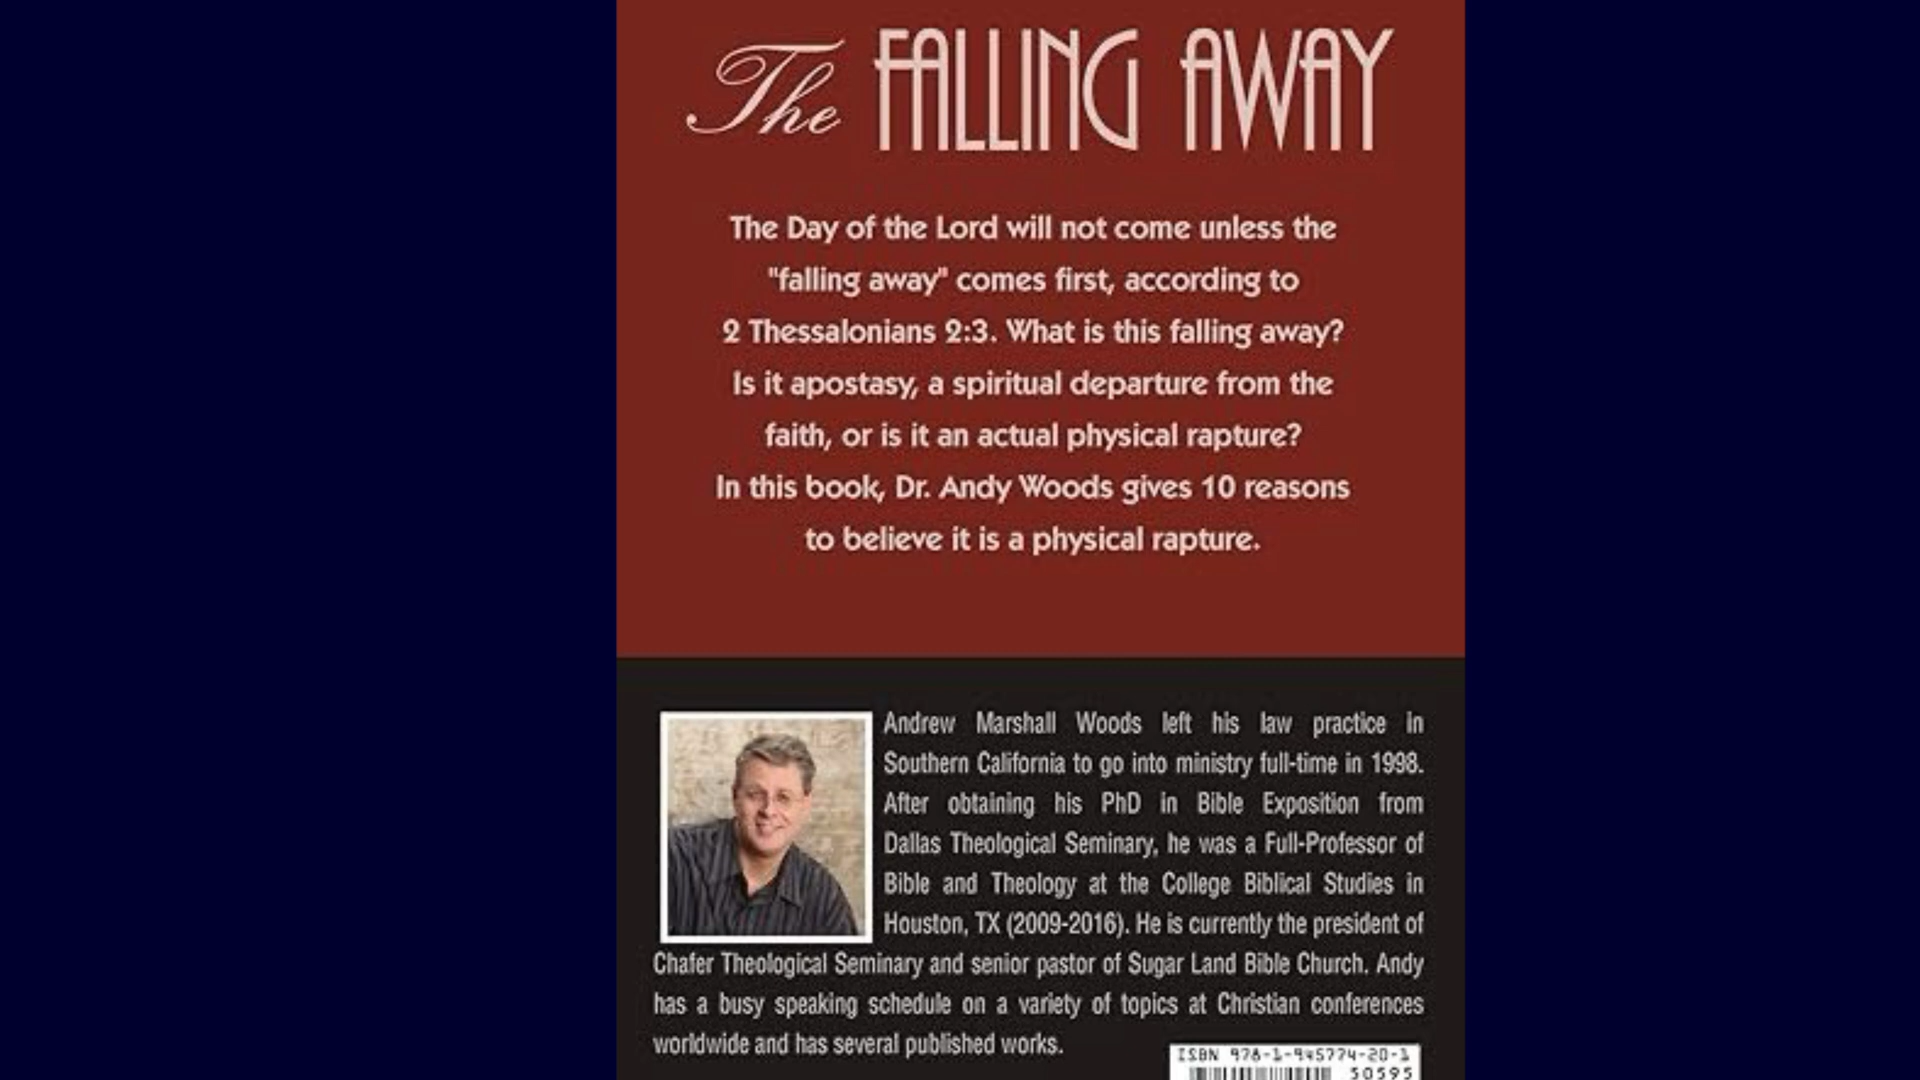 The FALLING AWAY
The Day of the Lord will not come unless the
"falling away" comes first, according to
2 Thessalonians 2:3. What is this falling away?
Is it apostasy, a spiritual departure from the
faith, or is it an actual physical rapture?
In this book, Dr. Andy Woods gives 10 reasons
to believe it is a physical rapture.
Andrew Marshall Woods left his law practice in
Southern California to go into ministry full-time in 1998.
After obtaining his PhD in Bible Exposition from
Dallas Theological Seminary, he was a Full-Professor of
Bible and Theology at the College Biblical Studies in
Houston, TX (2009-2016). He is currently the president of
Chafer Theological Seminary and senior pastor of Sugar Land Bible Church. Andy
has a busy speaking schedule on a variety of topics at Christian conferences
worldwide and has several published works.
ISBN 978-1-945774-20-1
50595